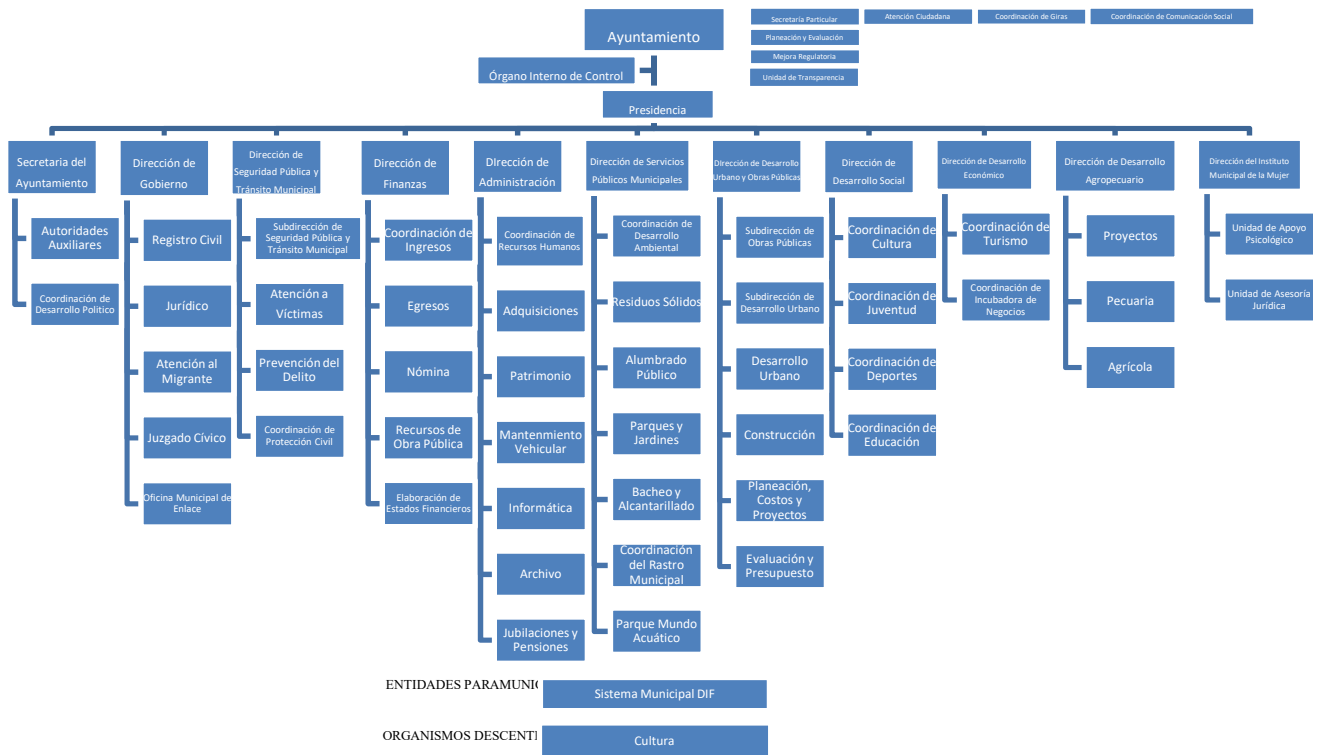 Ayuntamiento
Secretaría Particular
Atención Ciudadana
Coordinación de Giras
Coordinación de Comunicación Social
Planeación y Evaluación
Mejora Regulatoria
Unidad de Transparencia
Órgano Interno de Control
Presidencia
Secretaria del
Ayuntamiento
Autoridades
Auxiliares
Coordinación de
Desarrollo Politico
Dirección de
Gobierno
Registro Civil
Jurídico
Atención al
Migrante
Juzgado Cívico
Oficina Municipal de
Enlace
Dirección de
Seguridad Pública y
Tránsito Municipal
Subdirección de
Seguridad Pública y
Tránsito Municipal
Atención a
Víctimas
Prevención del
Delito
Coordinación de
Protección Civil
Dirección de
Finanzas
Coordinación de
Ingresos
Egresos
Nómina
Recursos de
Obra Pública
Elaboración de
Estados Financieros
DIrección de
Administración
Coordinación de
Recursos Humanos
Adquisiciones
Patrimonio
Mantenmiento
Vehicular
Informática
Archivo
Jubilaciones y
Pensiones
Dirección de Servicios
Públicos Municipales
Coordinación de
Desarrollo
Ambiental
Residuos Sólidos
Alumbrado
Público
Parques y
Jardines
Bacheo y
Alcantarillado
Coordinación
del Rastro
Municipal
Parque Mundo
Acuático
DIrección de Desarrollo
Urbano y Obras Públicas
Subdirección de
Obras Públicas
Subdirección de
Desarrollo Urbano
Desarrollo
Urbano
Construcción
Planeación,
Costos y
Proyectos
Evaluación y
Presupuesto
Dirección de
Desarrollo Social
Coordinación de
Cultura
Coordinación de
Juventud
Coordinación de
Deportes
Coordinación de
Educación
Dirección de Desarrollo
Económico
Coordinación de
Turismo
Coordinación de
Incubadora de
Negocios
Dirección de Desarrollo
Agropecuario
Proyectos
Pecuaria
Agrícola
Dirección del Instituto
Municipal de la Mujer
Unidad de Apoyo
Psicológico
Unidad de Asesoría
Jurídica
ENTIDADES
Sistema Municipal DIF
ORGANISMOS
Cultura